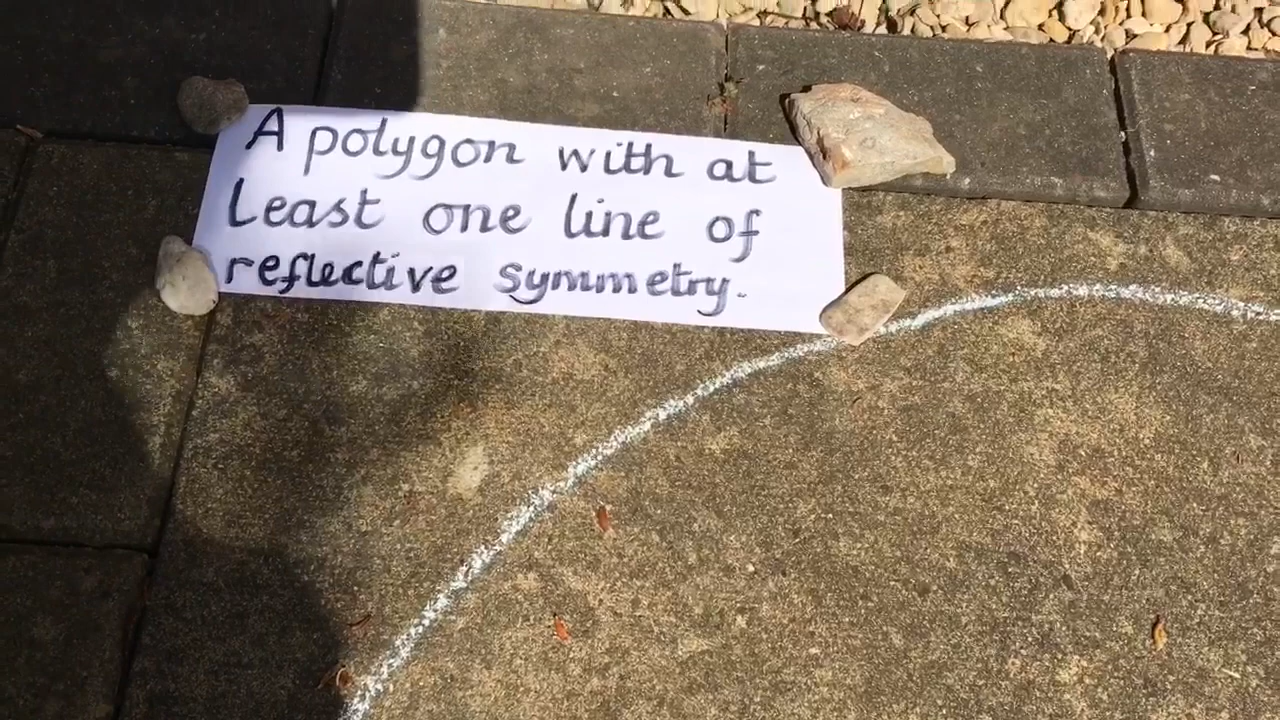 A polygon with at
Least one line of
reflective symmetry.